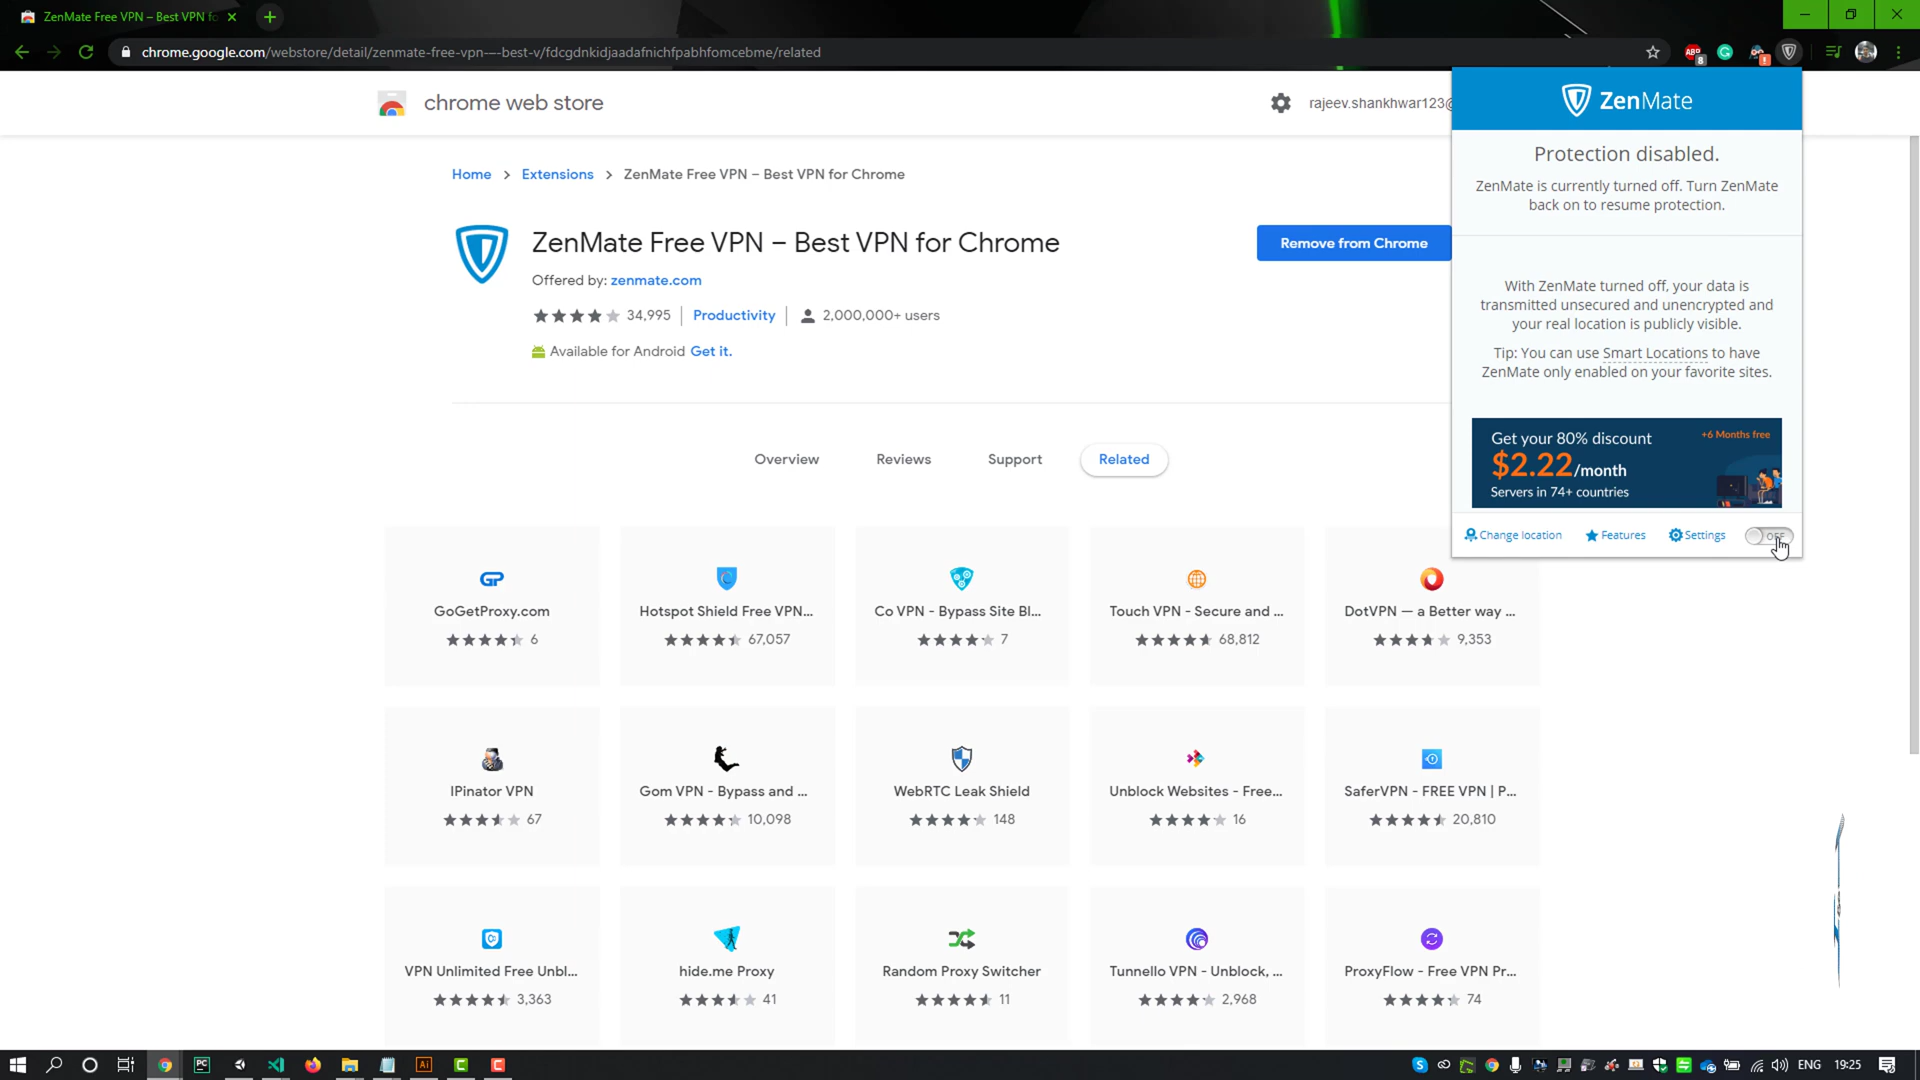 ZenMate Free VPN – Best VPN fo
chrome.google.com/webstore/detail/zenmate-free-vpn-–-best-v/fdcgdnkidjaadafnichfpabhfomcebme/related
ABP
8
chrome web store
rajeev.shankhwar123@
ZenMate
Protection disabled.
ZenMate is currently turned off. Turn ZenMate
back on to resume protection.
With ZenMate turned off, your data is
transmitted unsecured and unencrypted and
your real location is publicly visible.
Tip: You can use Smart Locations to have
ZenMate only enabled on your favorite sites.
Get your 80% discount
+6 Months free
$2.22/month
Servers in 74+ countries
Change location
Features
Settings
OFF
Home > Extensions > ZenMate Free VPN – Best VPN for Chrome
ZenMate Free VPN – Best VPN for Chrome
Remove from Chrome
Offered by: zenmate.com
34,995 | Productivity | 2,000,000+ users
Available for Android Get it.
Overview
Reviews
Support
Related
GoGetProxy.com
6
Hotspot Shield Free VPN...
67,057
Co VPN - Bypass Site Bl...
7
Touch VPN - Secure and ...
68,812
DotVPN — a Better way ...
9,353
IPinator VPN
67
Gom VPN - Bypass and ...
10,098
WebRTC Leak Shield
148
Unblock Websites - Free...
16
SaferVPN - FREE VPN | P...
20,810
VPN Unlimited Free Unbl...
3,363
hide.me Proxy
41
Random Proxy Switcher
11
Tunnello VPN - Unblock, ...
2,968
ProxyFlow - Free VPN Pr...
74
ENG
19:25